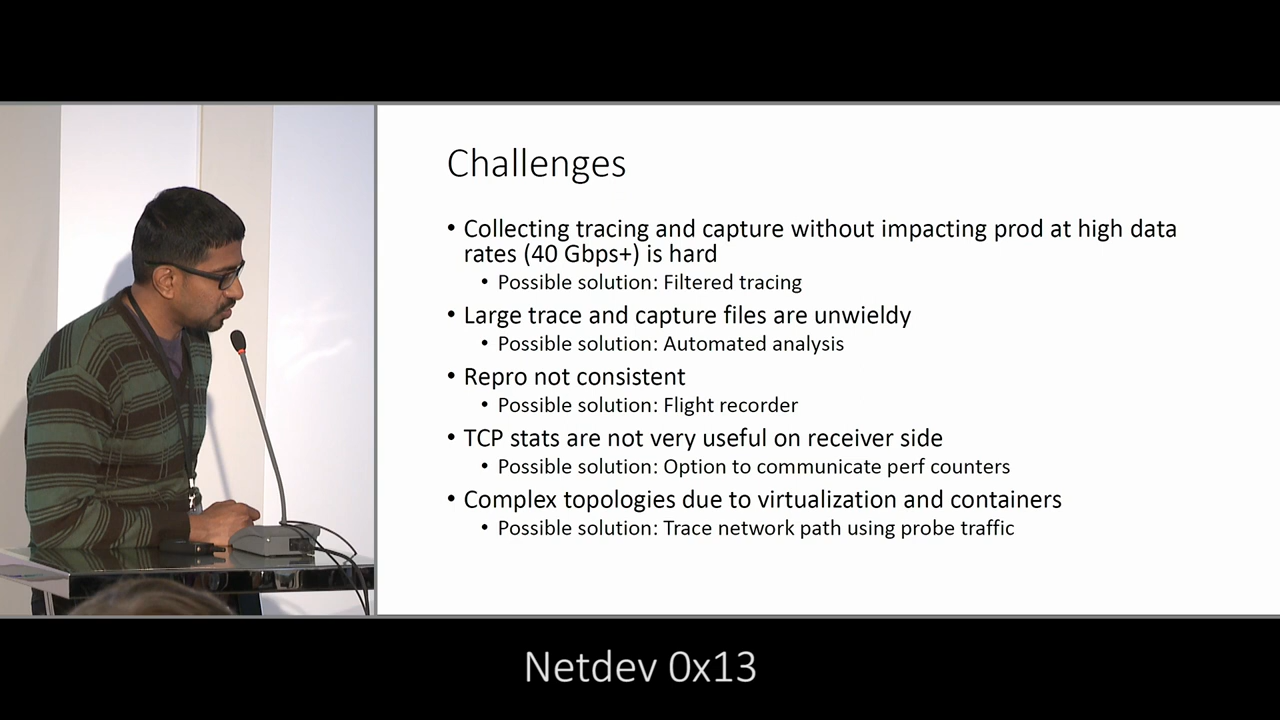 Challenges
• Collecting tracing and capture without impacting prod at high data
rates (40 Gbps+) is hard
• Possible solution: Filtered tracing
• Large trace and capture files are unwieldy
• Possible solution: Automated analysis
• Repro not consistent
• Possible solution: Flight recorder
• TCP stats are not very useful on receiver side
• Possible solution: Option to communicate perf counters
• Complex topologies due to virtualization and containers
• Possible solution: Trace network path using probe traffic
Netdev 0x13